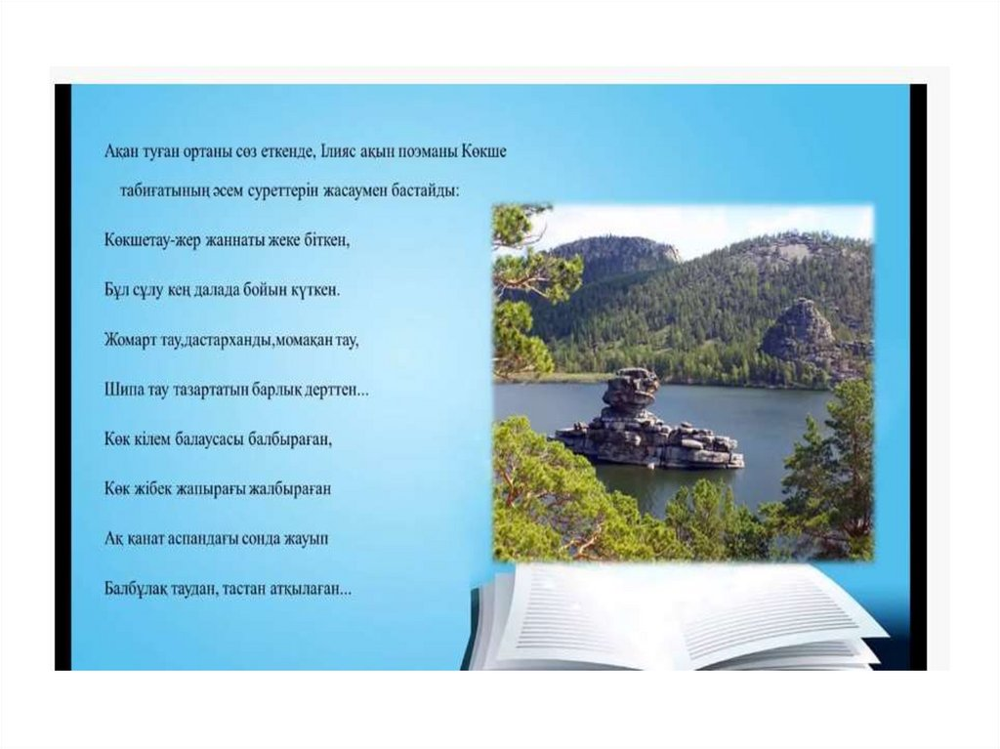 Ақан туған ортаны сөз еткенде, Ілияс ақын поэманы Көкше
табиғатының әсем суреттерін жасаумен бастайды:
Көкшетау-жер жаннаты жеке біткен,
Бұл сұлу кең далада бойын күткен.
Жомарт тау,дастарханды,момақан тау,
Шипа тау тазартатын барлық дерттен...
Көк кілем балаусасы балбыраған,
Көк жібек жапырағы жалбыраған
Ақ қанат аспандағы сонда жауып
Балбұлақ таудан, тастан атқылаған...